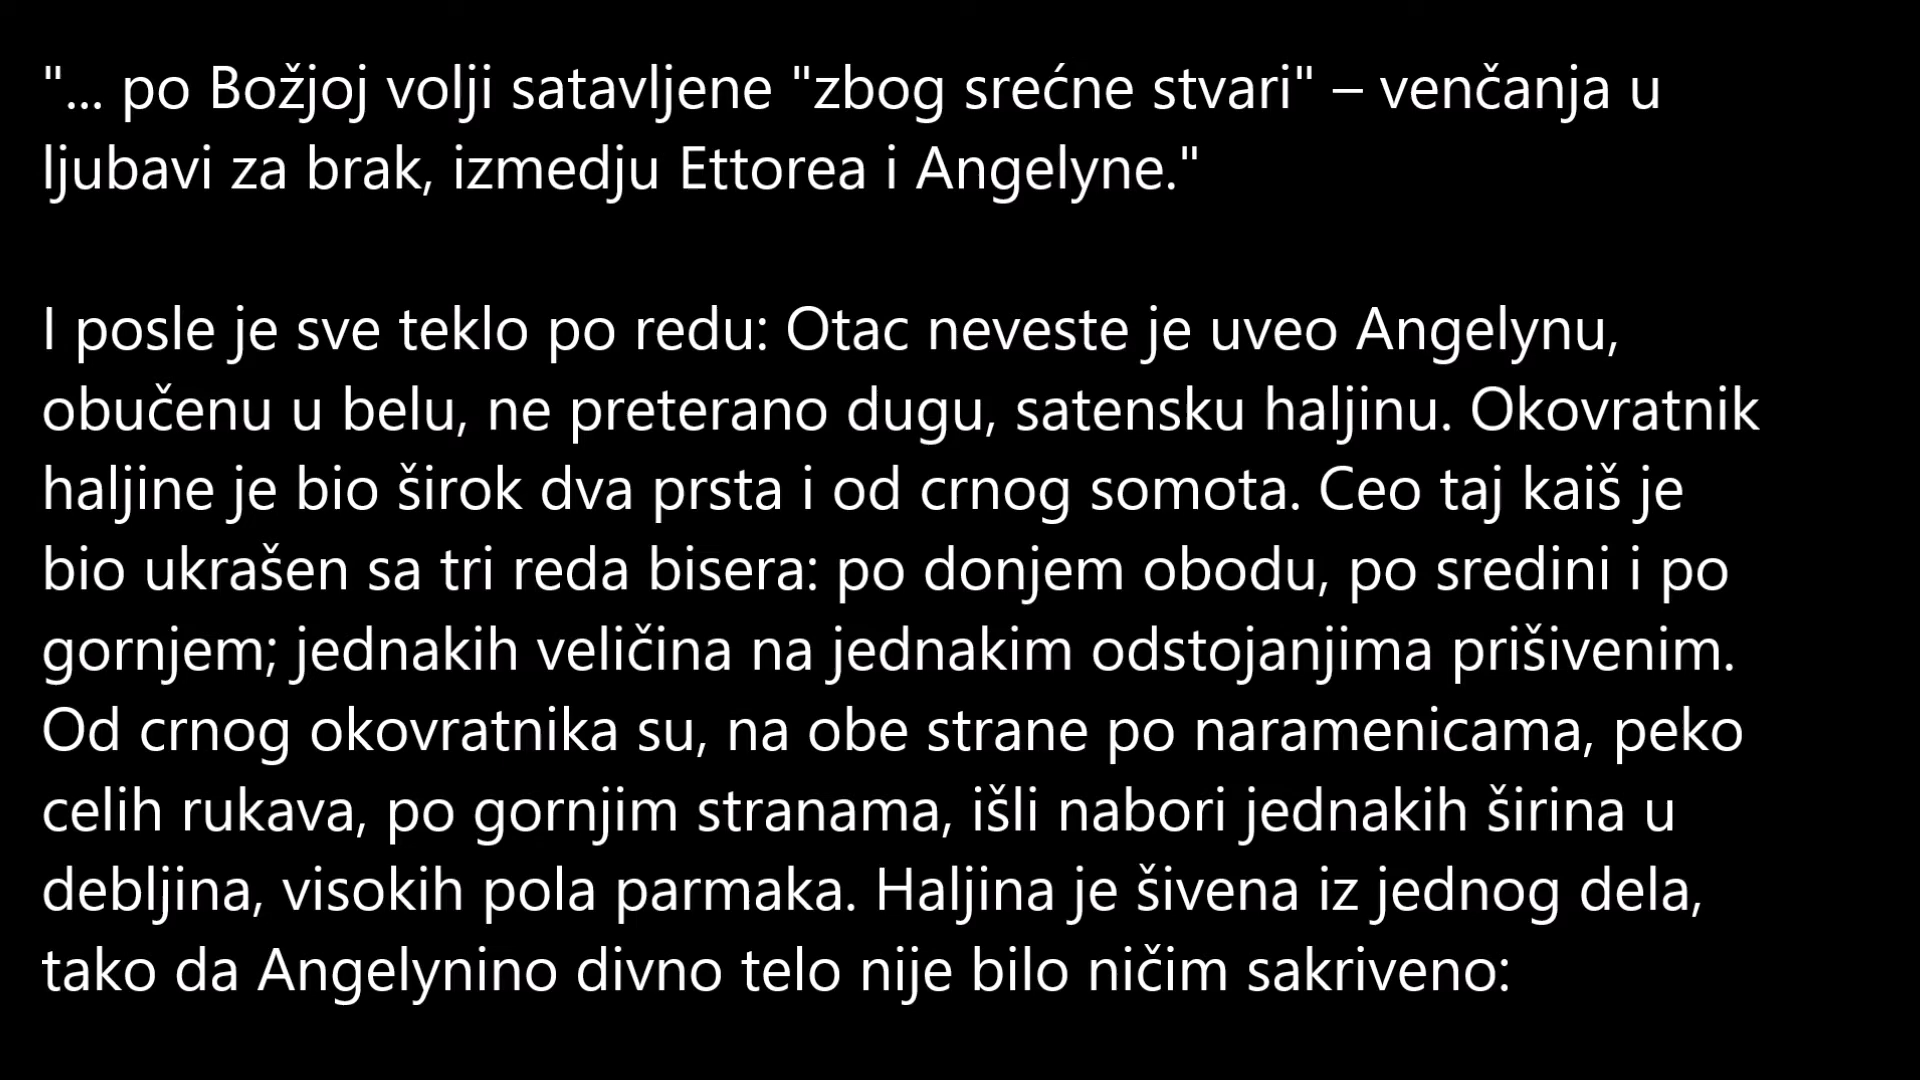 "... po Božjoj volji satavljene "zbog srećne stvari" – venčanja u
ljubavi za brak, izmedju Ettorea i Angelyne."
I posle je sve teklo po redu: Otac neveste je uveo Angelynu,
obučenu u belu, ne preterano dugu, satensku haljinu. Okovratnik
haljine je bio širok dva prsta i od crnog somota. Ceo taj kaiš je
bio ukrašen sa tri reda bisera: po donjem obodu, po sredini i po
gornjem; jednakih veličina na jednakim odstojanjima prišivenim.
Od crnog okovratnika su, na obe strane po naramenicama, peko
celih rukava, po gornjim stranama, išli nabori jednakih širina u
debljina, visokih pola parmaka. Haljina je šivena iz jednog dela,
tako da Angelynino divno telo nije bilo ničim sakriveno: